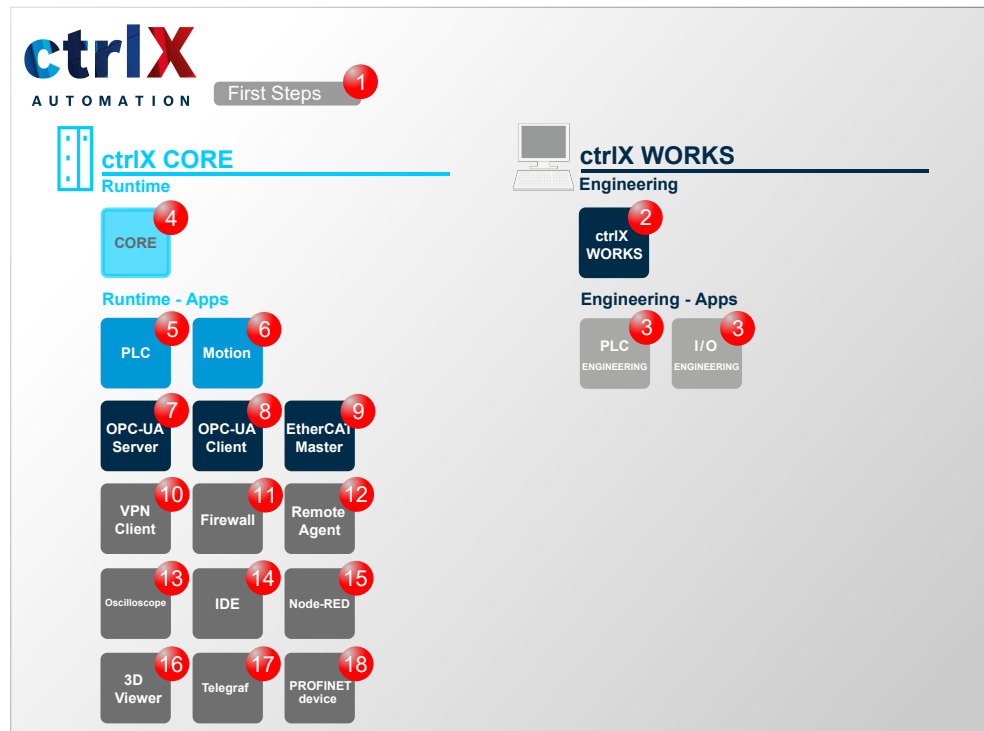 ctrlX
AUTOMATION
First Steps 1
ctrlX CORE
Runtime
4
CORE
Runtime - Apps
5
PLC
6
Motion
7
OPC-UA
Server
8
OPC-UA
Client
9
EtherCAT
Master
10
VPN
Client
11
Firewall
12
Remote
Agent
13
Oscilloscope
14
IDE
15
Node-RED
16
3D
Viewer
17
Telegraf
18
PROFINET
device
ctrlX WORKS
Engineering
2
ctrlX
WORKS
Engineering - Apps
3
PLC
ENGINEERING
3
I/O
ENGINEERING